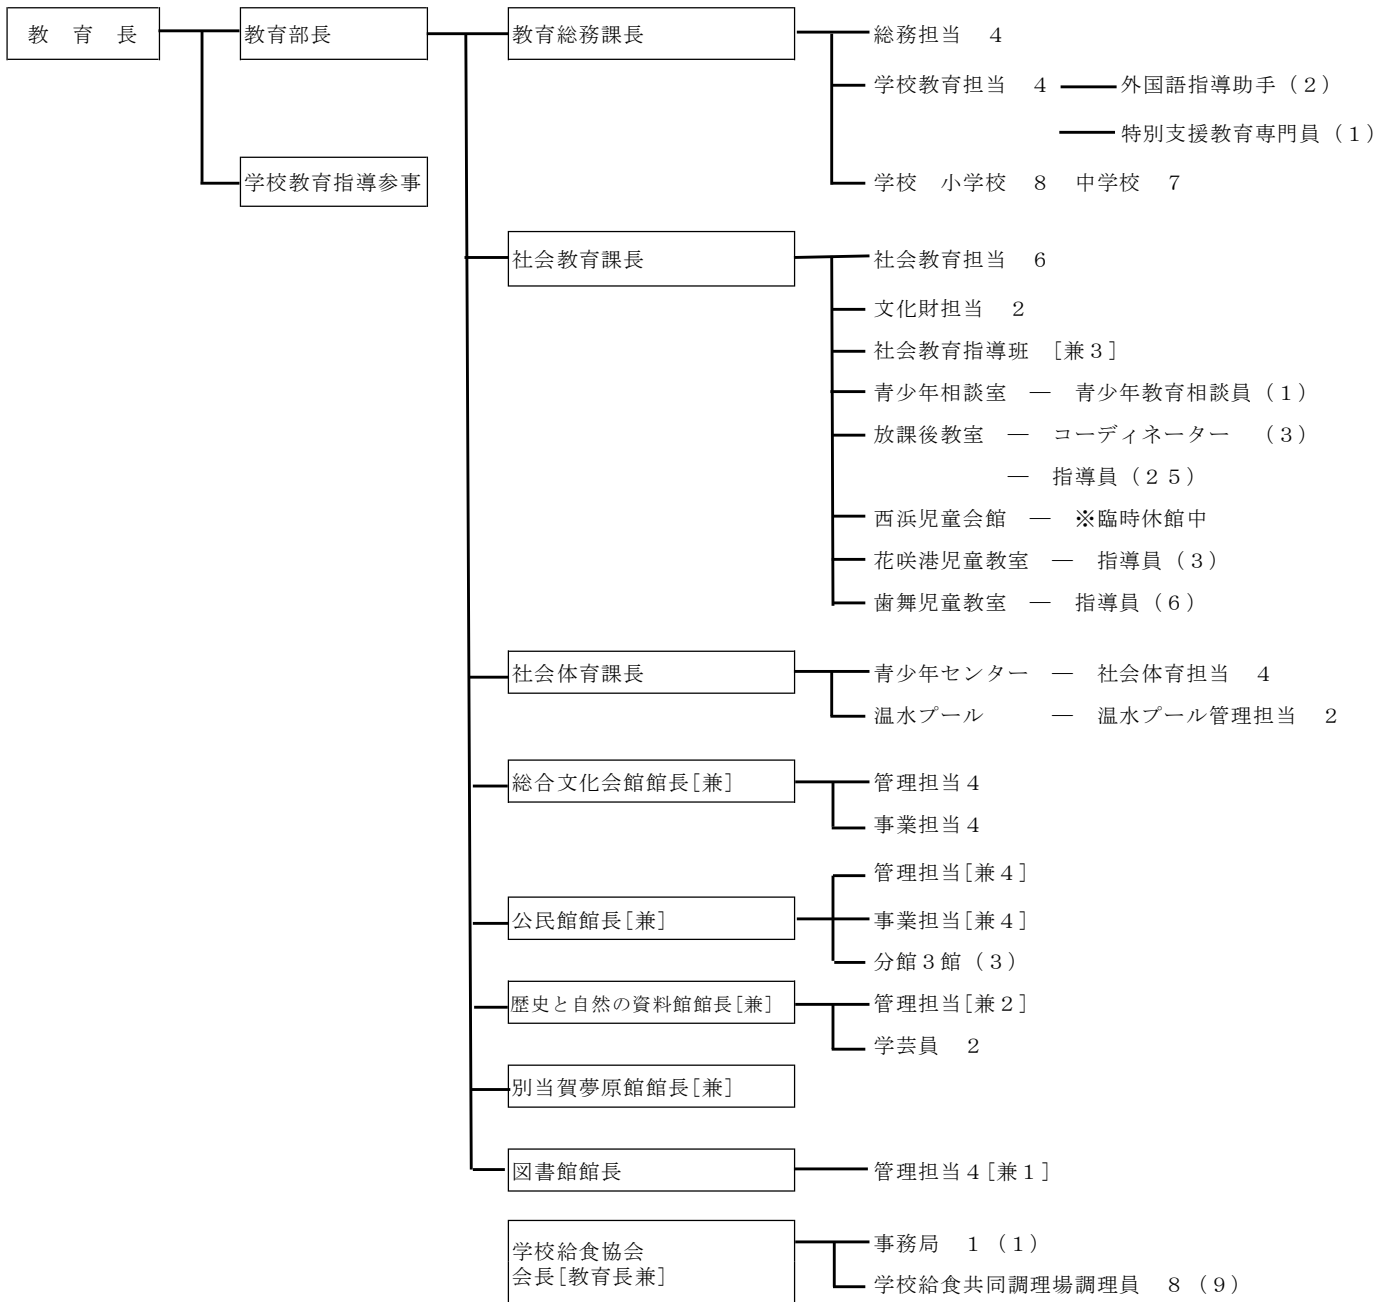 教　育　長　教育部長　教育総務課長　総務担当　４
学校教育担当　４　外国語指導助手（２）
特別支援教育専門員（１）
学校教育指導参事　学校　小学校　８　中学校　７
社会教育課長　社会教育担当　６
文化財担当　２
社会教育指導班　［兼３］
青少年相談室　―　青少年教育相談員（１）
放課後教室　―　コーディネーター　（３）
―　指導員（２５）
西浜児童会館　―　※臨時休館中
花咲港児童教室　―　指導員（３）
歯舞児童教室　―　指導員（６）
社会体育課長　青少年センター　―　社会体育担当　４
温水プール　―　温水プール管理担当　２
総合文化会館館長［兼］　管理担当４
事業担当４
管理担当［兼４］
公民館館長［兼］　事業担当［兼４］
分館３館（３）
歴史と自然の資料館館長［兼］　管理担当［兼２］
学芸員　２
別当賀夢原館館長［兼］
図書館館長　管理担当４［兼１］
学校給食協会　事務局　１（１）
会長［教育長兼］　学校給食共同調理場調理員　８（９）